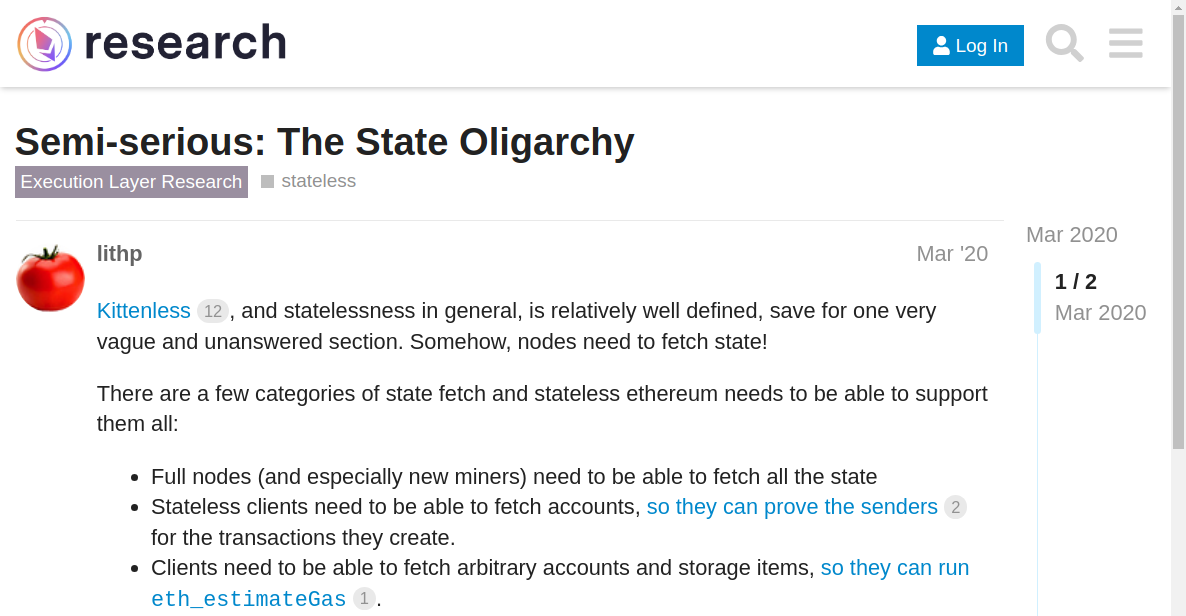 research
Log In
Semi-serious: The State Oligarchy
Execution Layer Research stateless
lithp Mar '20
Mar 2020
1 / 2
Mar 2020
Kittenless 12, and statelessness in general, is relatively well defined, save for one very
vague and unanswered section. Somehow, nodes need to fetch state!
There are a few categories of state fetch and stateless ethereum needs to be able to support
them all:
• Full nodes (and especially new miners) need to be able to fetch all the state
• Stateless clients need to be able to fetch accounts, so they can prove the senders 2
for the transactions they create.
• Clients need to be able to fetch arbitrary accounts and storage items, so they can run
eth_estimateGas 1.